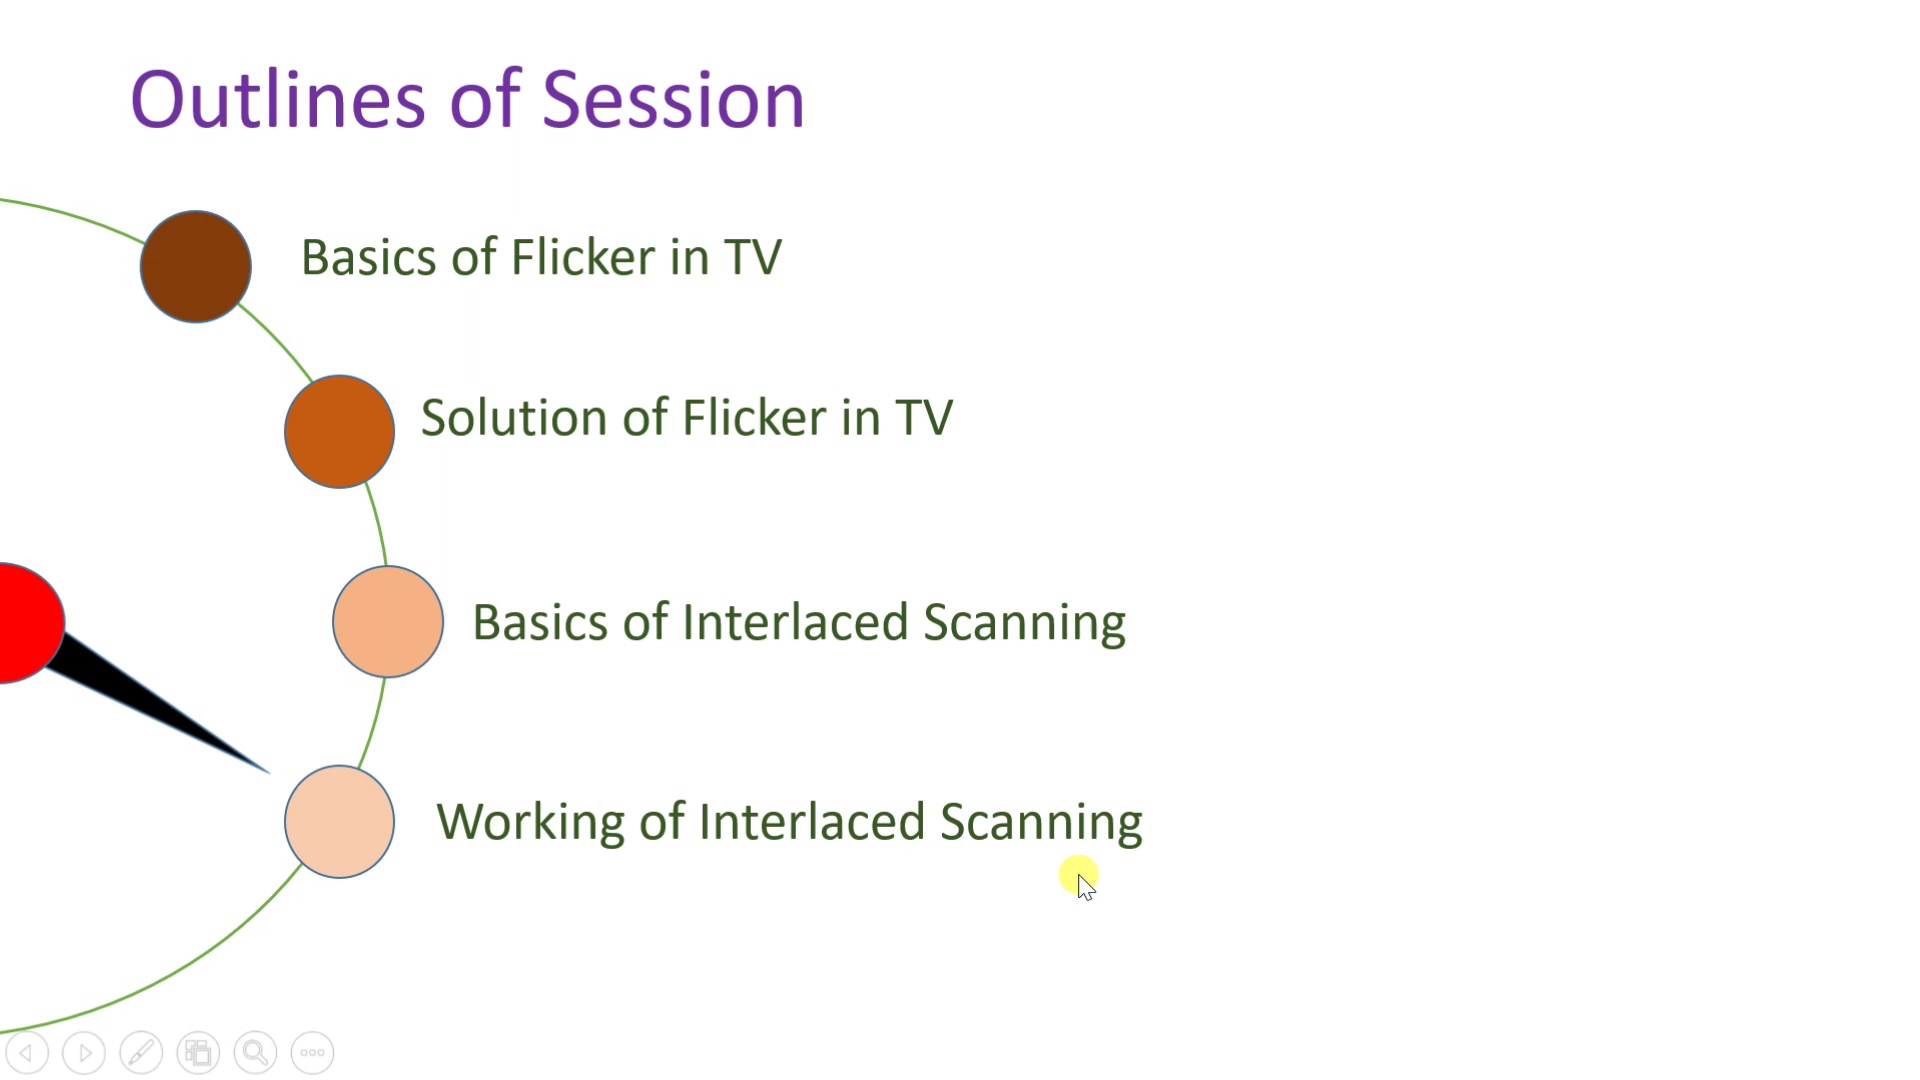 Outlines of Session
Basics of Flicker in TV
Solution of Flicker in TV
Basics of Interlaced Scanning
Working of Interlaced Scanning